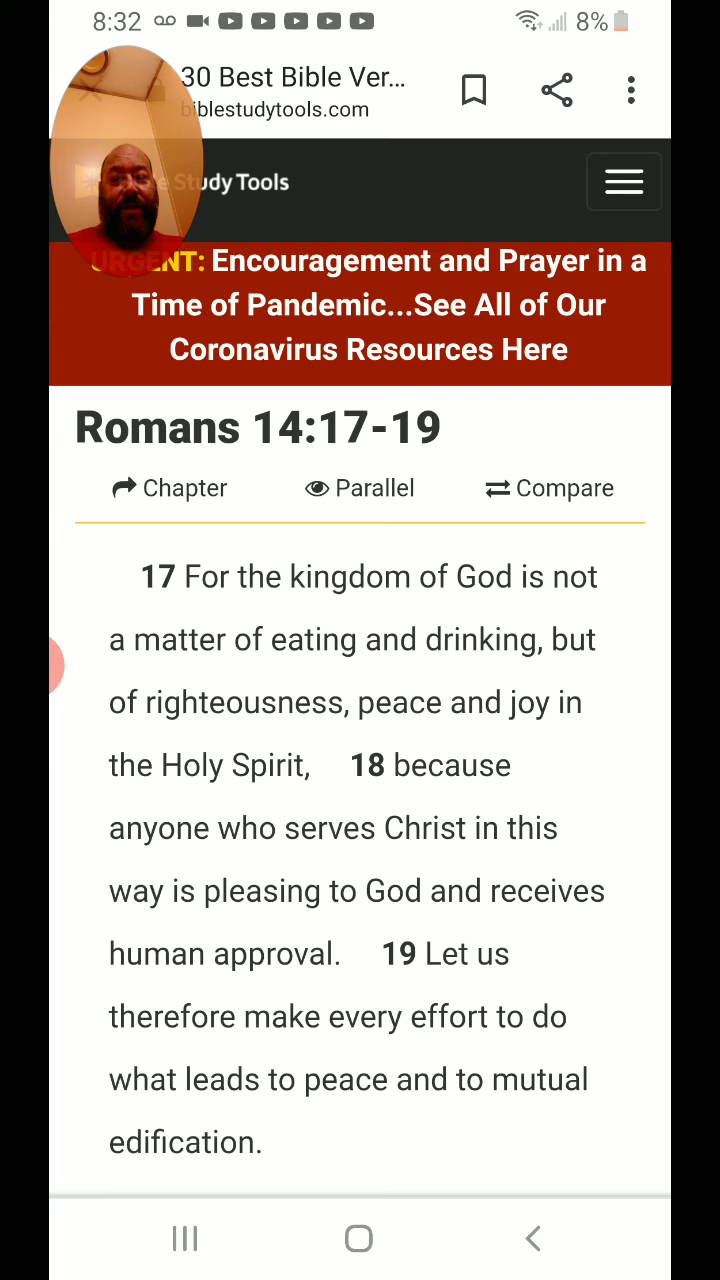 8:32 8%
30 Best Bible Ver...
biblestudytools.com
Study Tools
URGENT: Encouragement and Prayer in a
Time of Pandemic...See All of Our
Coronavirus Resources Here
Romans 14:17-19
Chapter Parallel Compare
17 For the kingdom of God is not
a matter of eating and drinking, but
of righteousness, peace and joy in
the Holy Spirit, 18 because
anyone who serves Christ in this
way is pleasing to God and receives
human approval. 19 Let us
therefore make every effort to do
what leads to peace and to mutual
edification.